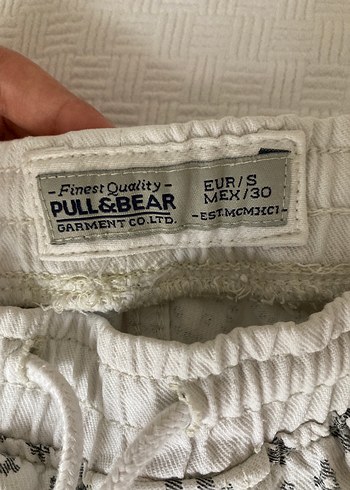 - Finest Quality -
PULL&BEAR
GARMENT CO.LTD.
EUR/S
MEX/30
-EST.MCMXCI-